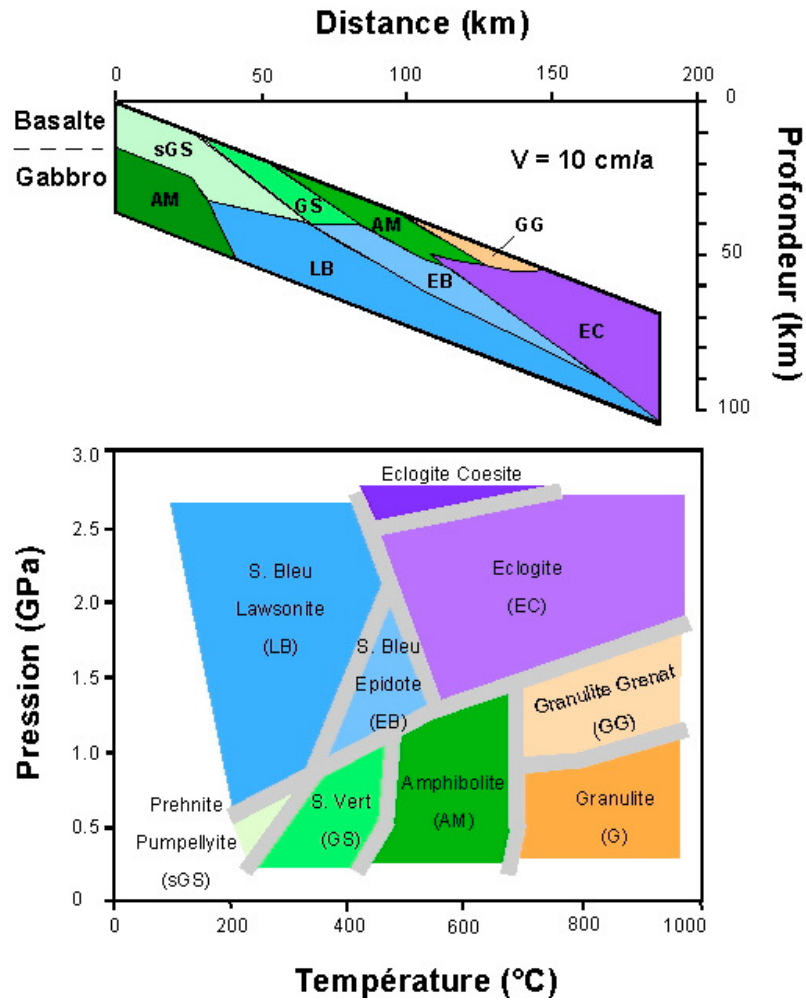 Distance (km)
0 50 100 150 200
0
Basalte
Gabbro
sGS
V = 10 cm/a
AM
GS
AM
GG
50
LB
EB
EC
100
Profondeur (km)
3.0
Eclogite Coesite
2.5
S. Bleu
Lawsonite
(LB)
Eclogite
(EC)
2.0
S. Bleu
Epidote
(EB)
1.5
Granulite Grenat
(GG)
1.0
Prehnite
Pumpellyite
(sGS)
S. Vert
(GS)
Amphibolite
(AM)
Granulite
(G)
0.5
0
Pression (GPa)
0 200 400 600 800 1000
Température (°C)